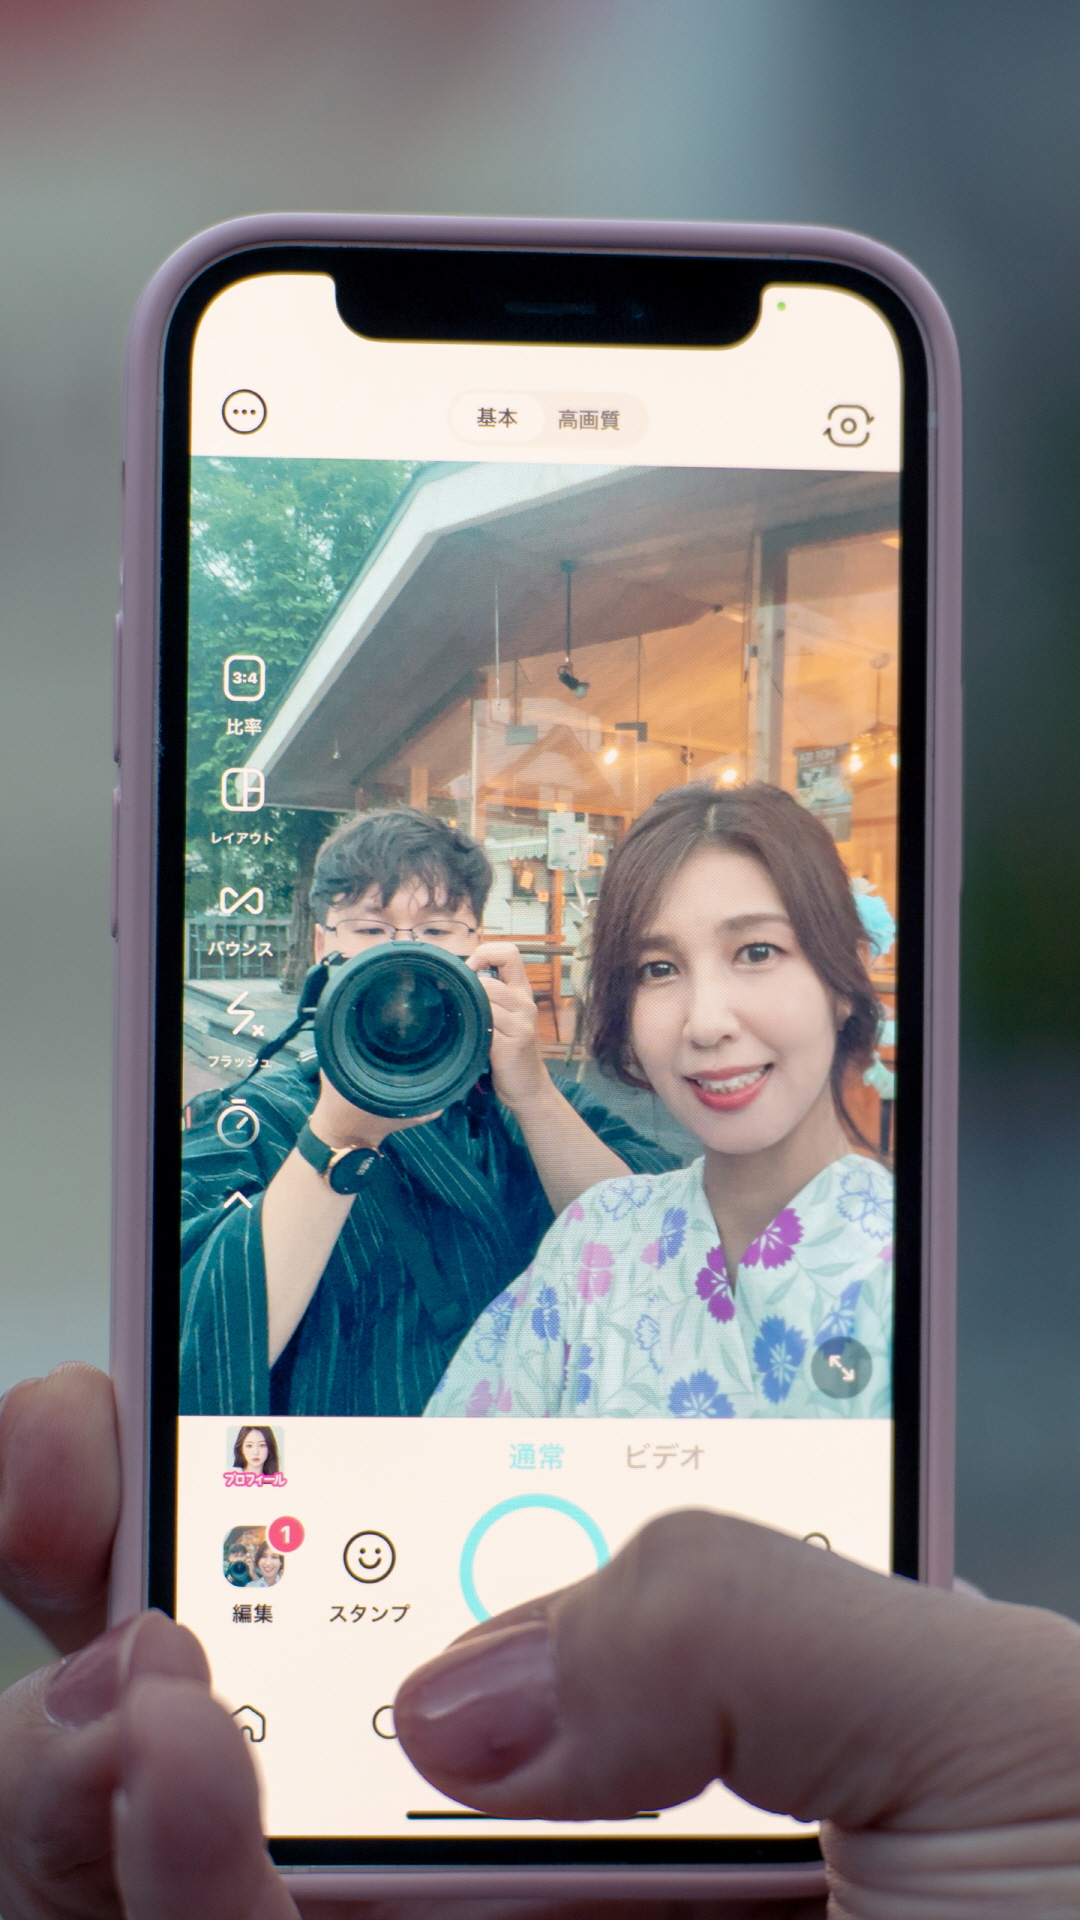 基本 高画質
3:4
比率
レイアウト
バウンス
フラッシュ
通常 ビデオ
プロフィール
1
編集 スタンプ